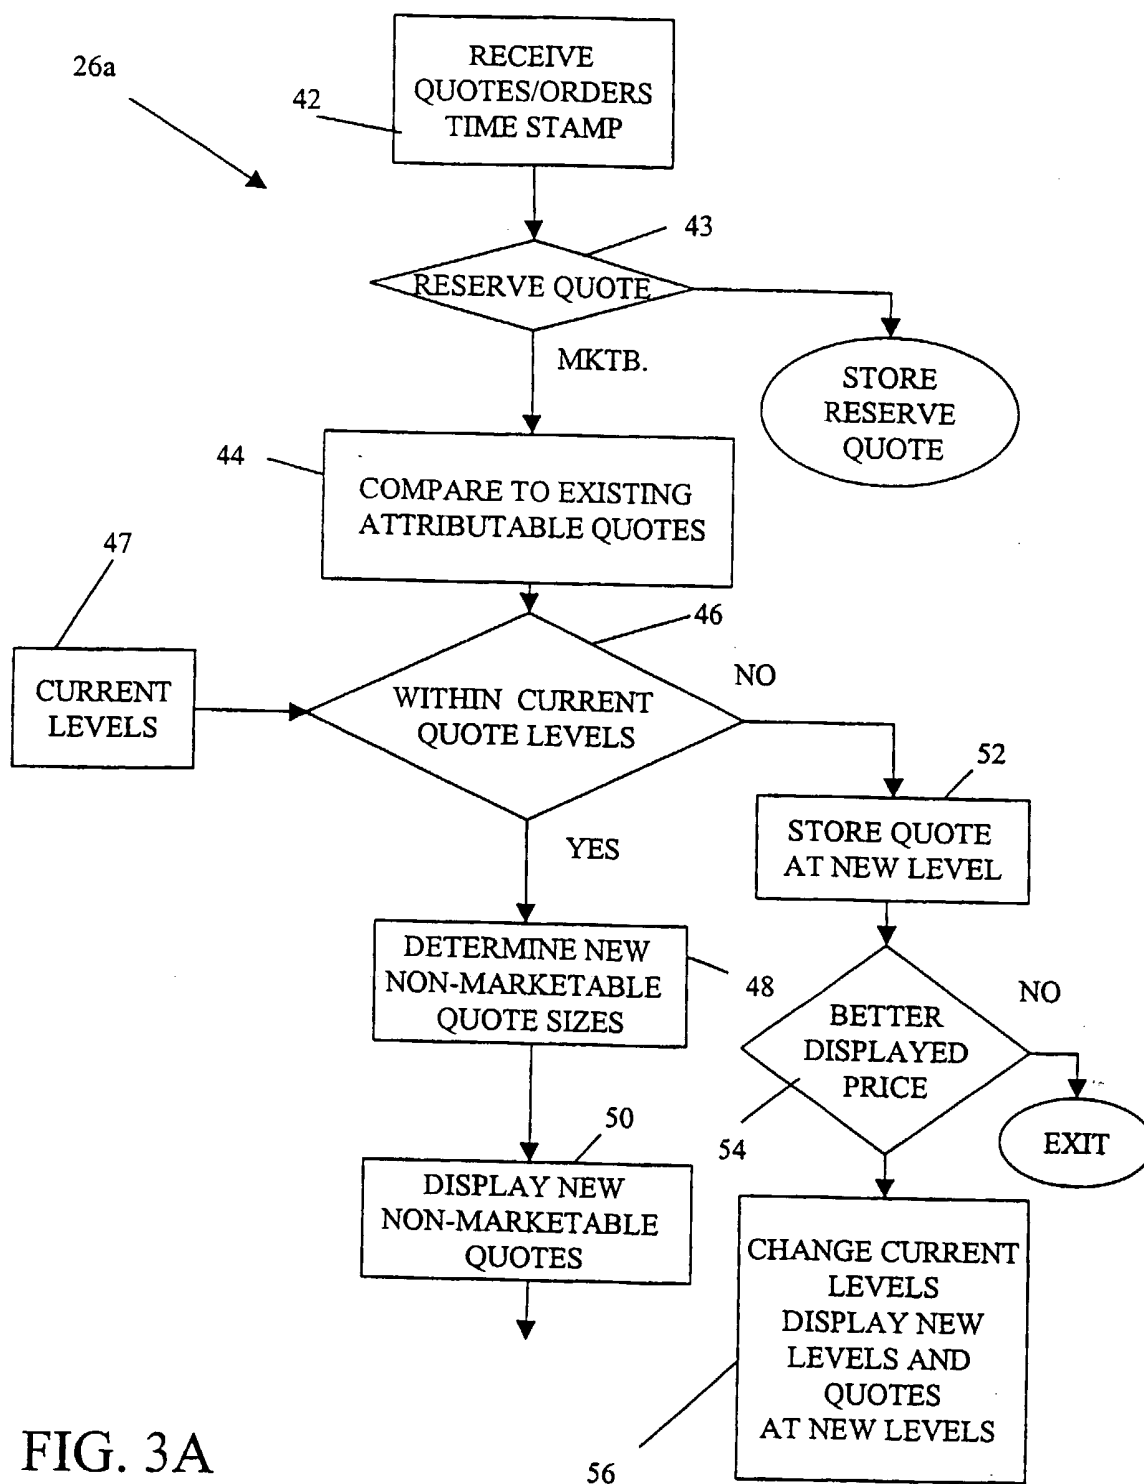 26a
42
RECEIVE
QUOTES/ORDERS
TIME STAMP
43
RESERVE QUOTE
MKTB.
STORE
RESERVE
QUOTE
44
COMPARE TO EXISTING
ATTRIBUTABLE QUOTES
47
CURRENT
LEVELS
46
WITHIN CURRENT
QUOTE LEVELS
NO
YES
52
STORE QUOTE
AT NEW LEVEL
DETERMINE NEW
NON-MARKETABLE
QUOTE SIZES
48
BETTER
DISPLAYED
PRICE
NO
54
EXIT
50
DISPLAY NEW
NON-MARKETABLE
QUOTES
CHANGE CURRENT
LEVELS
DISPLAY NEW
LEVELS AND
QUOTES
AT NEW LEVELS
56
FIG. 3A